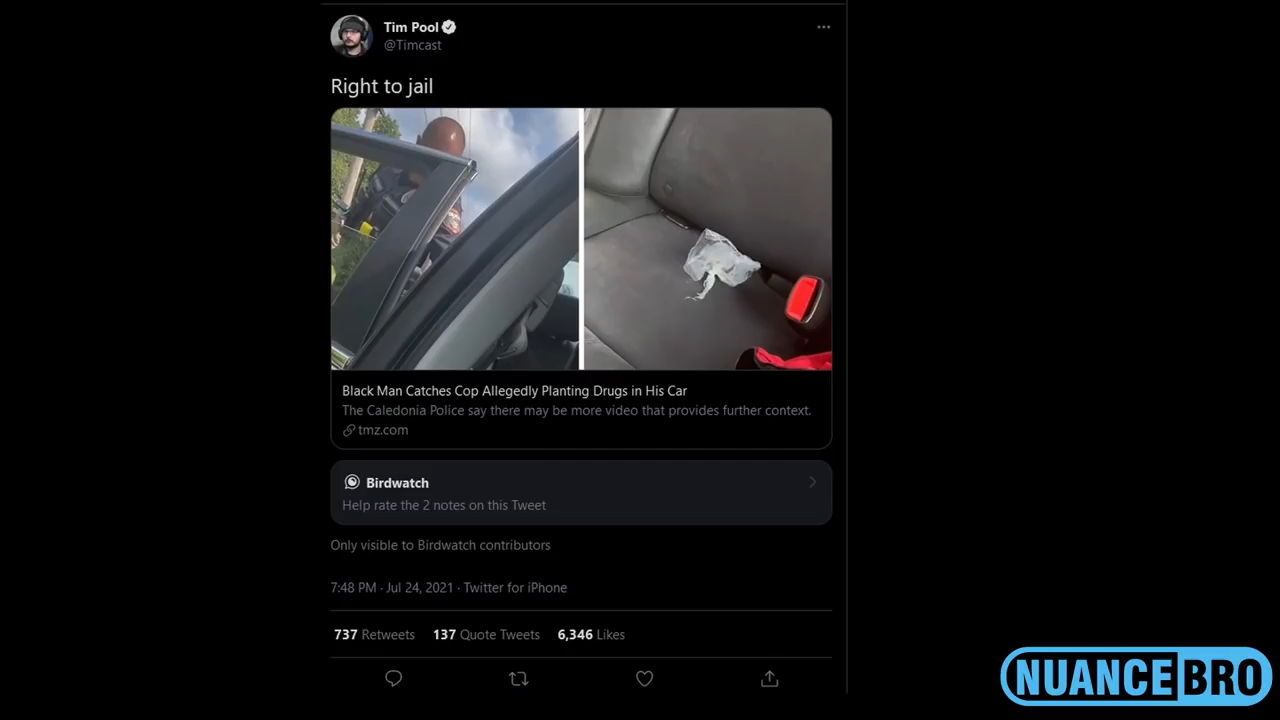 Tim Pool
@Timcast
Right to jail
Black Man Catches Cop Allegedly Planting Drugs in His Car
The Caledonia Police say there may be more video that provides further context.
tmz.com
Birdwatch
Help rate the 2 notes on this Tweet
Only visible to Birdwatch contributors
7:48 PM · Jul 24, 2021 · Twitter for iPhone
737 Retweets 137 Quote Tweets 6,346 Likes
NUANCEBRO